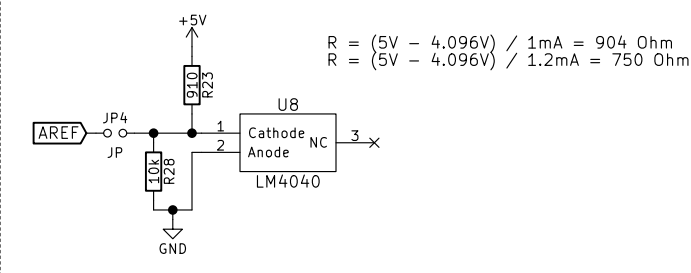 +5V
R = (5V - 4.096V) / 1mA = 904 Ohm
R = (5V - 4.096V) / 1.2mA = 750 Ohm
910
R23
U8
JP4
AREF
JP
1
Cathode
2
Anode
NC
3
10k
R28
LM4040
GND